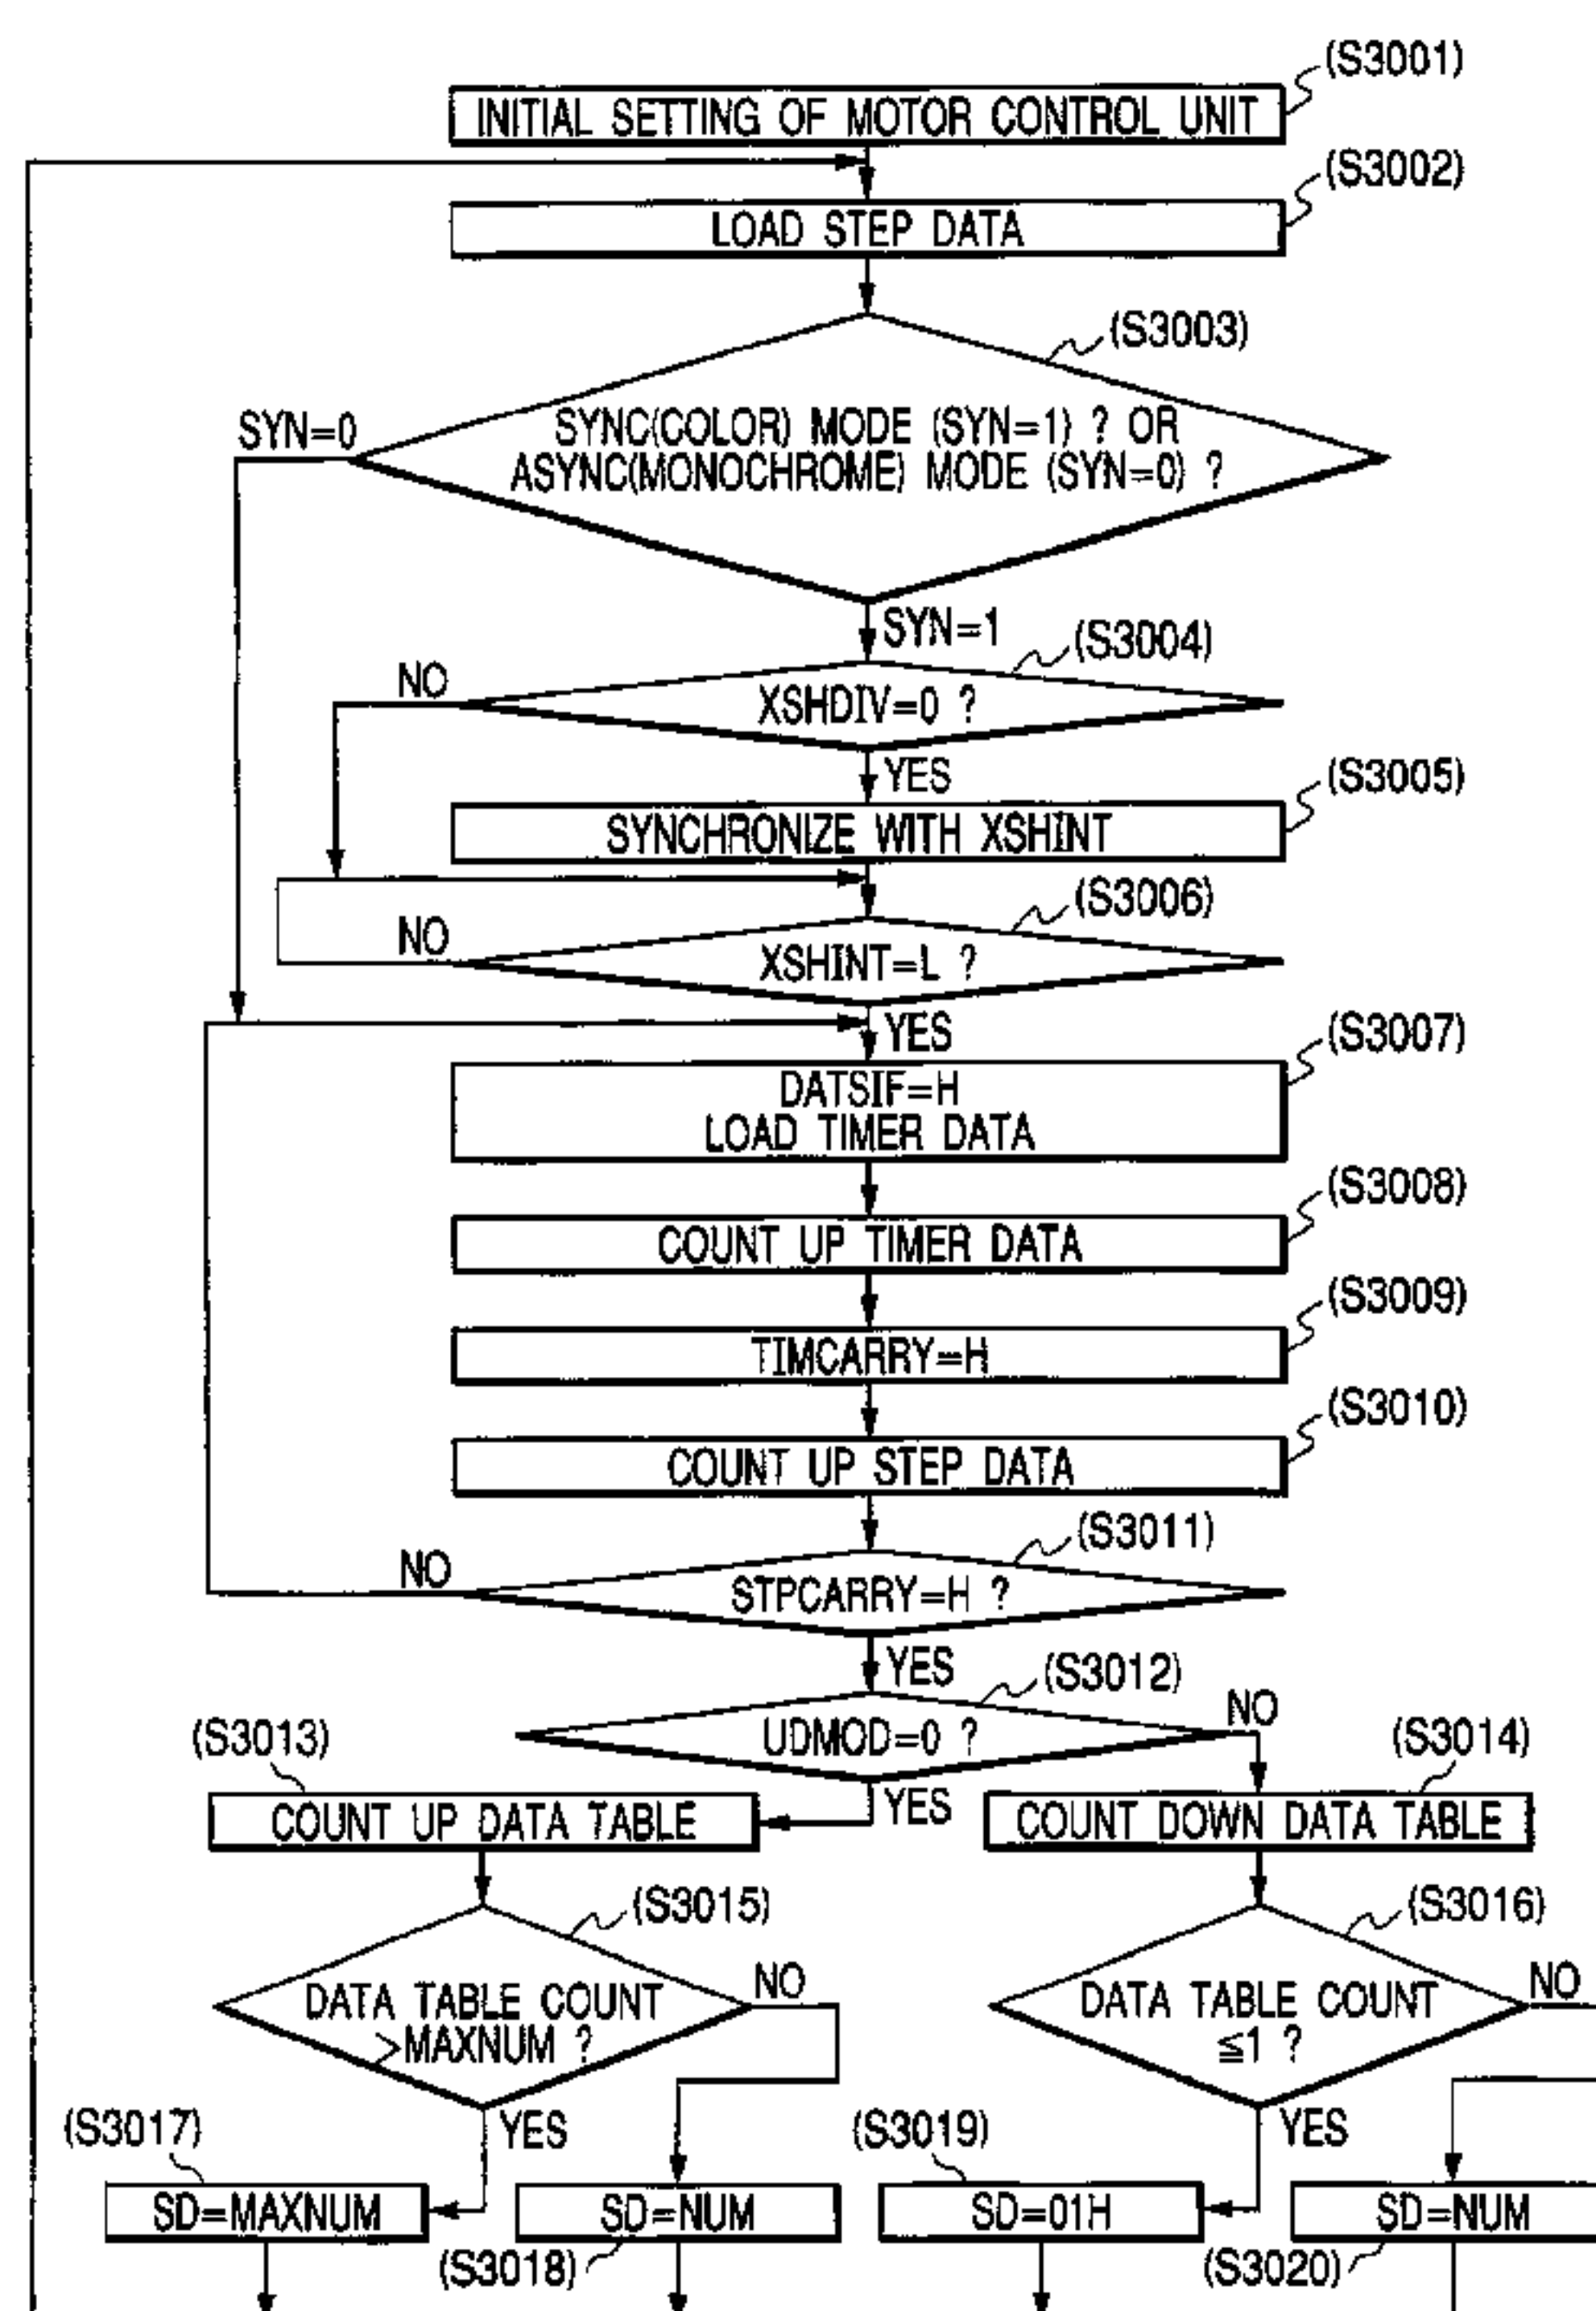 (S3001)
INITIAL SETTING OF MOTOR CONTROL UNIT
(S3002)
LOAD STEP DATA
(S3003)
SYN=0
SYNC(COLOR) MODE (SYN=1) ? OR
ASYNC(MONOCHROME) MODE (SYN=0) ?
SYN=1
(S3004)
NO
XSHDIV=0 ?
YES
(S3005)
SYNCHRONIZE WITH XSHINT
(S3006)
NO
XSHINT=L ?
YES
(S3007)
DATSIF=H
LOAD TIMER DATA
(S3008)
COUNT UP TIMER DATA
(S3009)
TIMCARRY=H
(S3010)
COUNT UP STEP DATA
(S3011)
NO
STPCARRY=H ?
YES
(S3012)
NO
(S3013)
UDMOD=0 ?
(S3014)
YES
COUNT UP DATA TABLE
COUNT DOWN DATA TABLE
(S3015)
(S3016)
NO
NO
DATA TABLE COUNT
>MAXNUM ?
DATA TABLE COUNT
≦1 ?
(S3017)
YES
(S3019)
YES
SD=MAXNUM
SD=NUM
SD=01H
SD=NUM
(S3018)
(S3020)